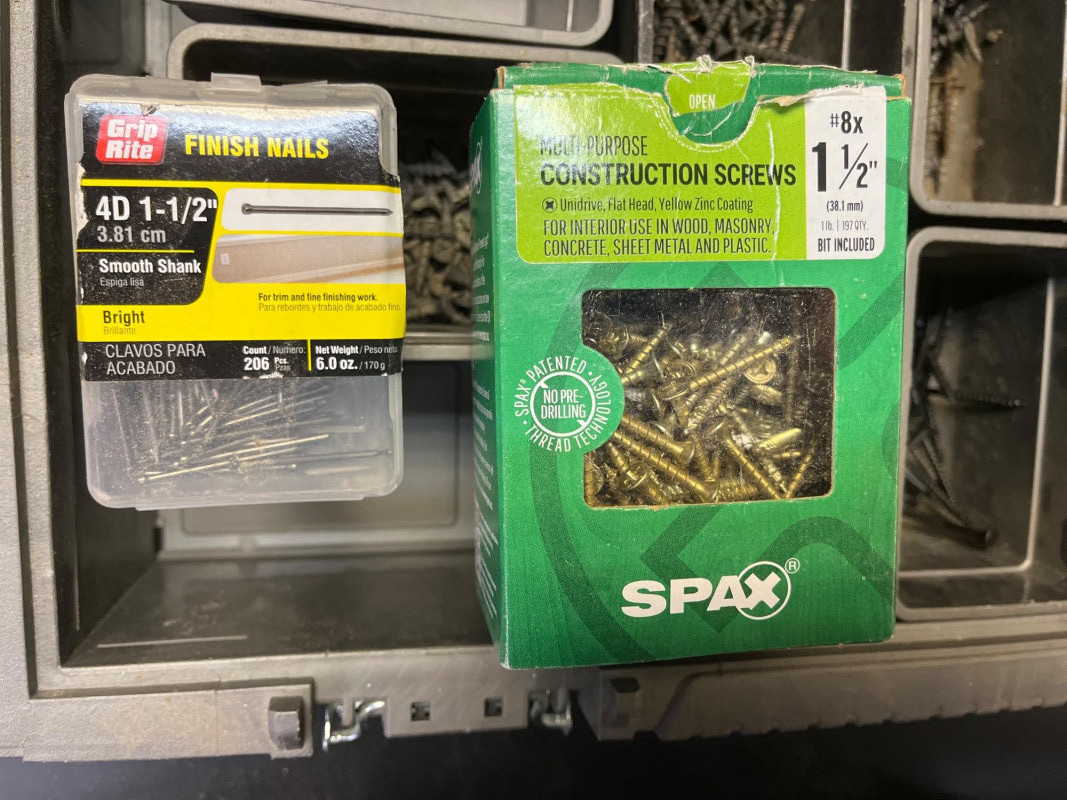 Grip
Rite
FINISH NAILS
4D 1-1/2"
3.81 cm
Smooth Shank
Espiga lisa
For trim and fine finishing work.
Para rebordes y trabajo de acabado fino.
Bright
Brillante
CLAVOS PARA
ACABADO
Count / Numero:
206 Pcs.
Pzas
Net Weight / Peso neto
6.0 oz. / 170 g
OPEN
MULTI-PURPOSE
CONSTRUCTION SCREWS
Unidrive, Flat Head, Yellow Zinc Coating
FOR INTERIOR USE IN WOOD, MASONRY,
CONCRETE, SHEET METAL AND PLASTIC.
#8x
1 1/2"
(38.1 mm)
1 lb. | 197 QTY.
BIT INCLUDED
SPAX® PATENTED
NO PRE-
DRILLING
THREAD TECHNOLOGY
SPAX®